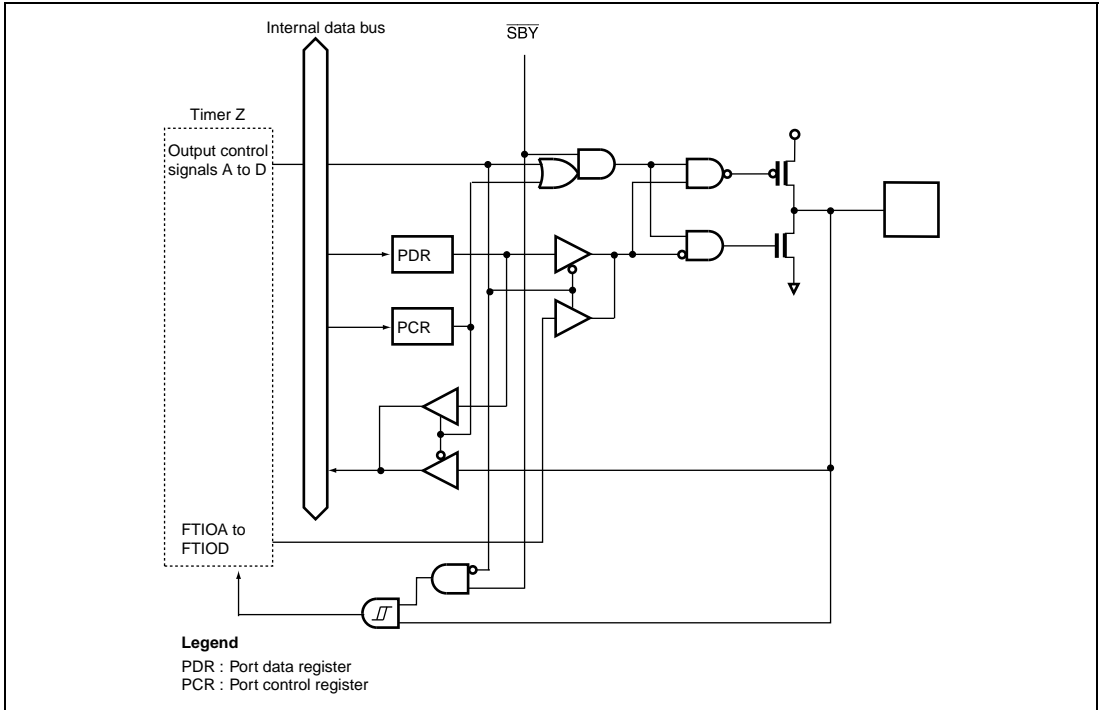 Internal data bus
SBY
Timer Z
Output control
signals A to D
PDR
PCR
FTIOA to
FTIOD
Legend
PDR : Port data register
PCR : Port control register